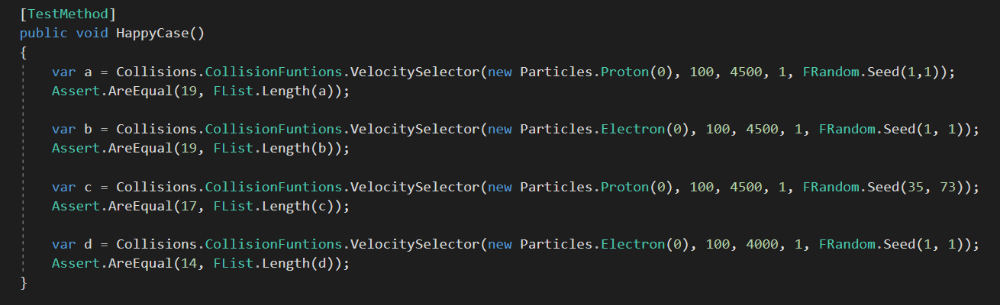 [TestMethod]
public void HappyCase()
{
var a = Collisions.CollisionFuntions.VelocitySelector(new Particles.Proton(0), 100, 4500, 1, FRandom.Seed(1,1));
Assert.AreEqual(19, FList.Length(a));
var b = Collisions.CollisionFuntions.VelocitySelector(new Particles.Electron(0), 100, 4500, 1, FRandom.Seed(1, 1));
Assert.AreEqual(19, FList.Length(b));
var c = Collisions.CollisionFuntions.VelocitySelector(new Particles.Proton(0), 100, 4500, 1, FRandom.Seed(35, 73));
Assert.AreEqual(17, FList.Length(c));
var d = Collisions.CollisionFuntions.VelocitySelector(new Particles.Electron(0), 100, 4000, 1, FRandom.Seed(1, 1));
Assert.AreEqual(14, FList.Length(d));
}